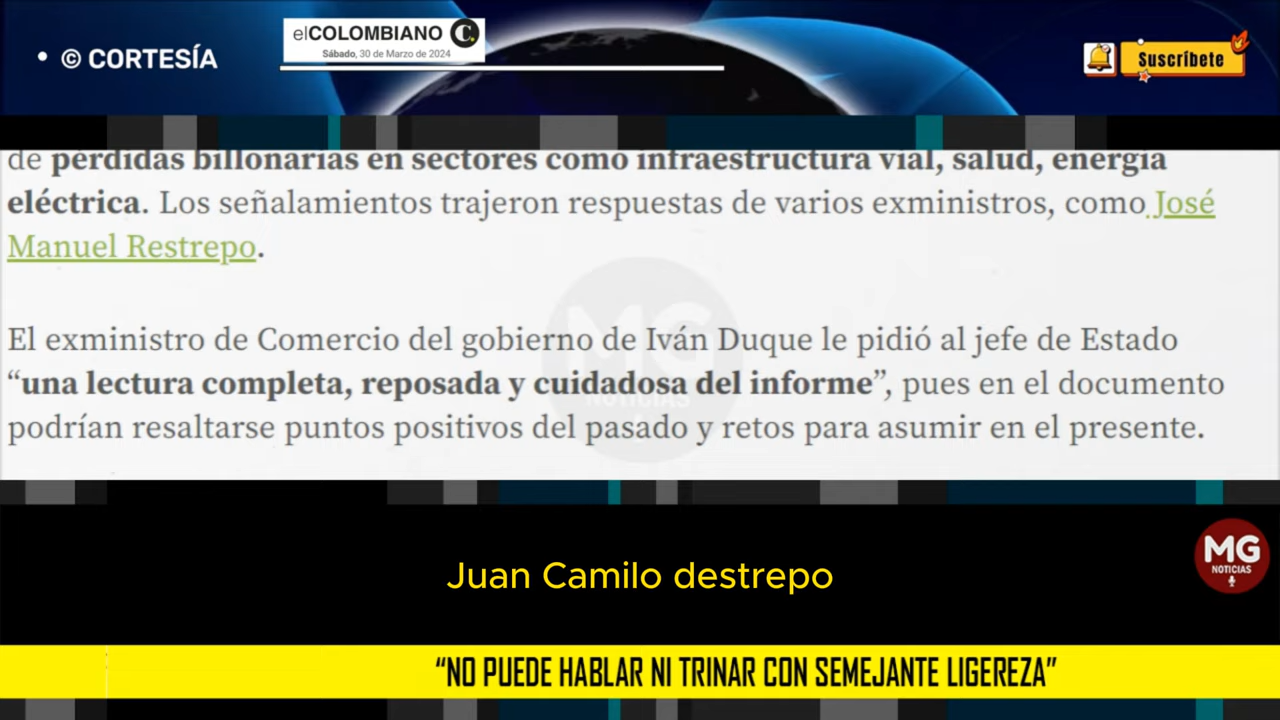 • © CORTESÍA
elCOLOMBIANO C.
Sábado, 30 de Marzo de 2024
Suscríbete
de pérdidas billonarias en sectores como infraestructura vial, salud, energía
eléctrica. Los señalamientos trajeron respuestas de varios exministros, como José
Manuel Restrepo.
El exministro de Comercio del gobierno de Iván Duque le pidió al jefe de Estado
“una lectura completa, reposada y cuidadosa del informe”, pues en el documento
podrían resaltarse puntos positivos del pasado y retos para asumir en el presente.
MG
NOTICIAS
Juan Camilo destrepo
MG
NOTICIAS
“NO PUEDE HABLAR NI TRINAR CON SEMEJANTE LIGEREZA”